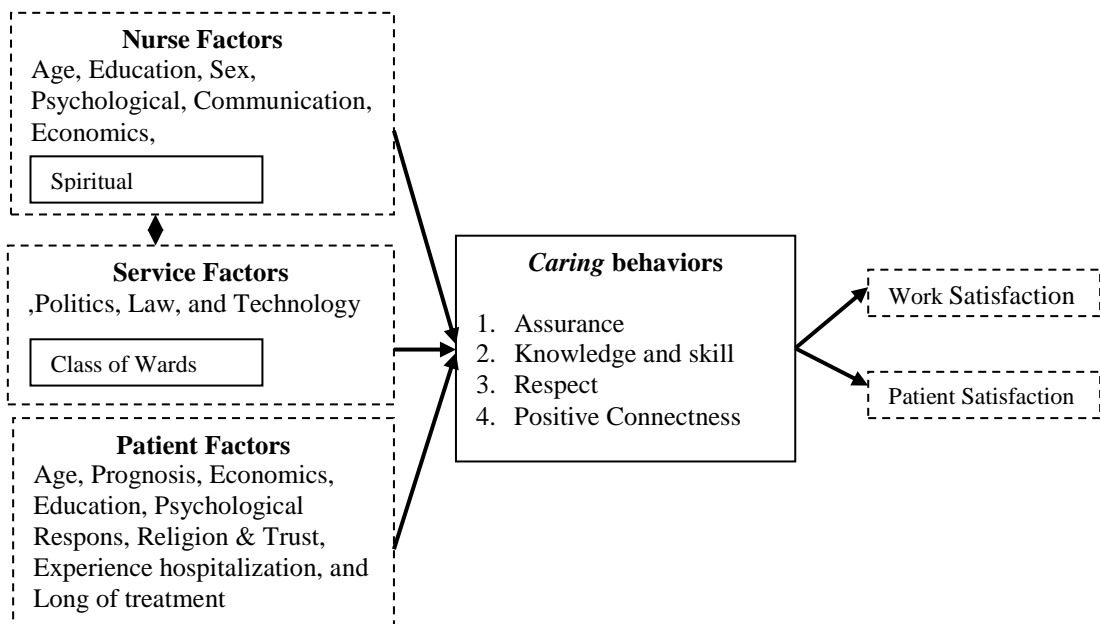 Nurse Factors
Age, Education, Sex,
Psychological, Communication,
Economics,
Spiritual
Service Factors
,Politics, Law, and Technology
Class of Wards
Patient Factors
Age, Prognosis, Economics,
Education, Psychological
Respons, Religion & Trust,
Experience hospitalization, and
Long of treatment
Caring behaviors
1. Assurance
2. Knowledge and skill
3. Respect
4. Positive Connectness
Work Satisfaction
Patient Satisfaction